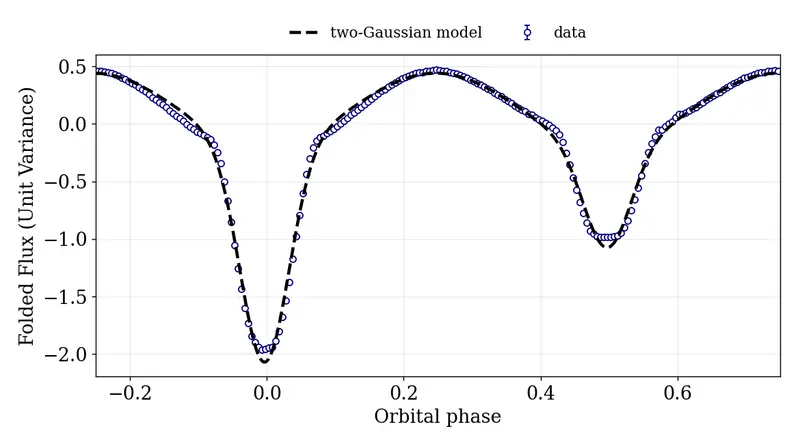 two-Gaussian model
data
Folded Flux (Unit Variance)
0.5
0.0
−0.5
−1.0
−1.5
−2.0
−0.2
0.0
0.2
0.4
0.6
Orbital phase